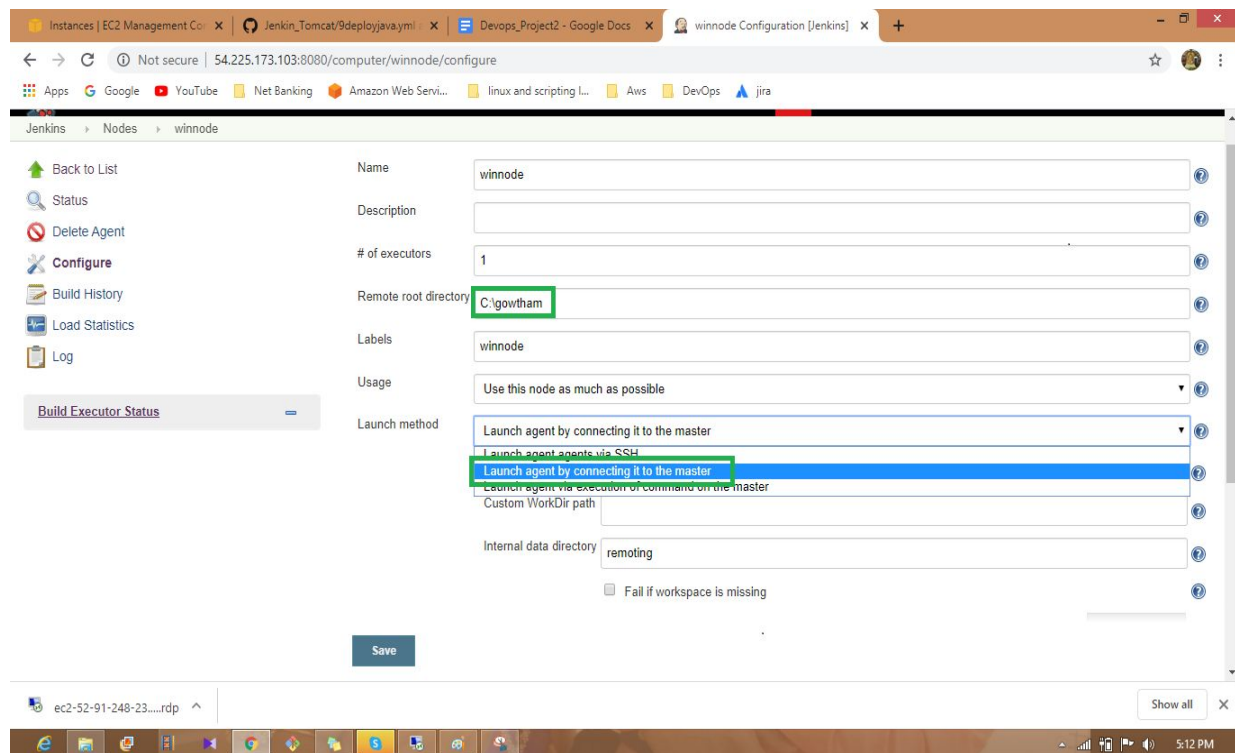 Instances | EC2 Management Co
Jenkin_Tomcat/9deployjava.yml
Devops_Project2 - Google Docs
winnode Configuration [Jenkins]
Not secure | 54.225.173.103:8080/computer/winnode/configure
Apps Google YouTube Net Banking Amazon Web Servi... linux and scripting l... Aws DevOps jira
Jenkins Nodes winnode
Back to List
Status
Delete Agent
Configure
Build History
Load Statistics
Log
Build Executor Status
Name winnode
Description
# of executors 1
Remote root directory C:\gowtham
Labels winnode
Usage Use this node as much as possible
Launch method Launch agent by connecting it to the master
Launch agent agents via SSH
Launch agent by connecting it to the master
Launch agent via execution of command on the master
Custom WorkDir path
Internal data directory remoting
Fail if workspace is missing
Save
ec2-52-91-248-23.....rdp
Show all
5:12 PM